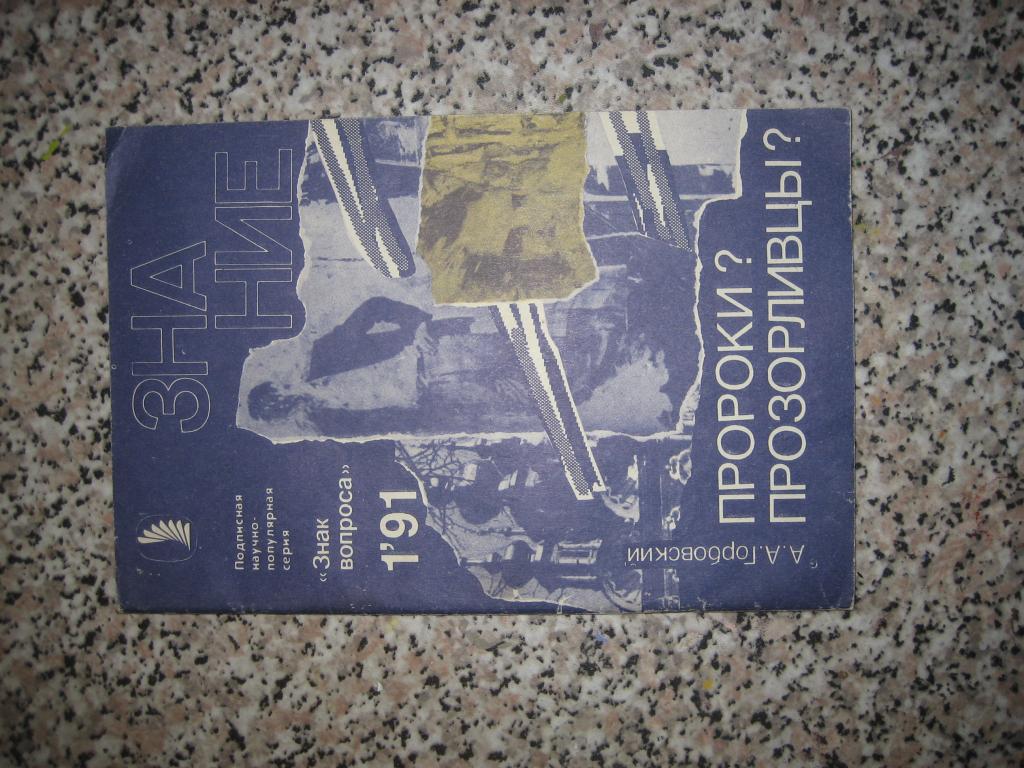 ЗНА
НИЕ
Подписная
научно-
популярная
серия
«Знак
вопроса»
1'91
А.А.Горбовский
ПРОРОКИ?
ПРОЗОРЛИВЦЫ?